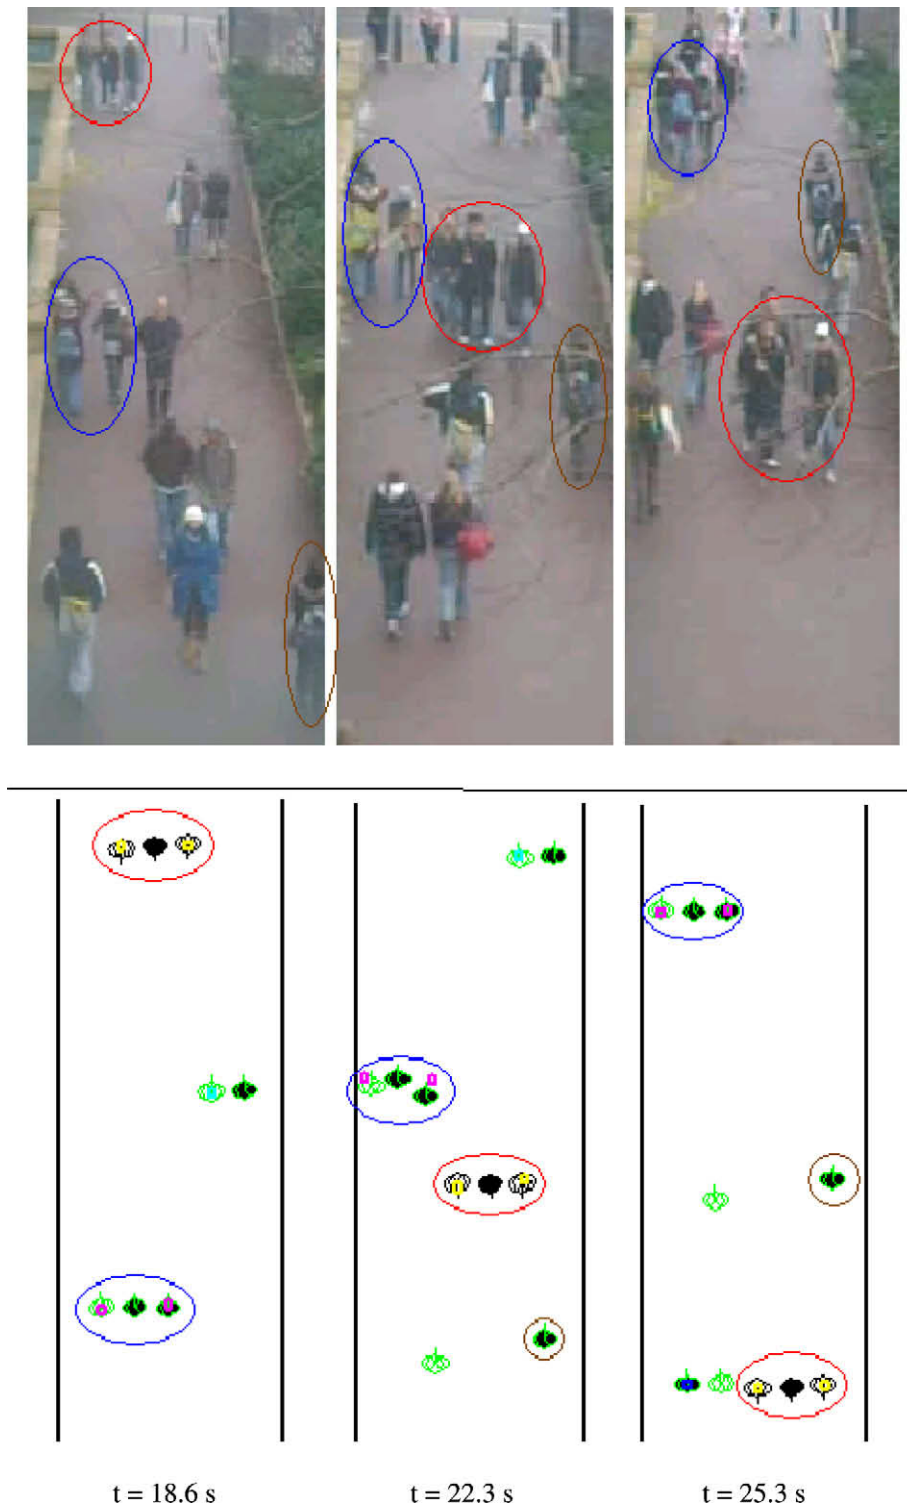 t = 18.6 s
t = 22.3 s
t = 25.3 s